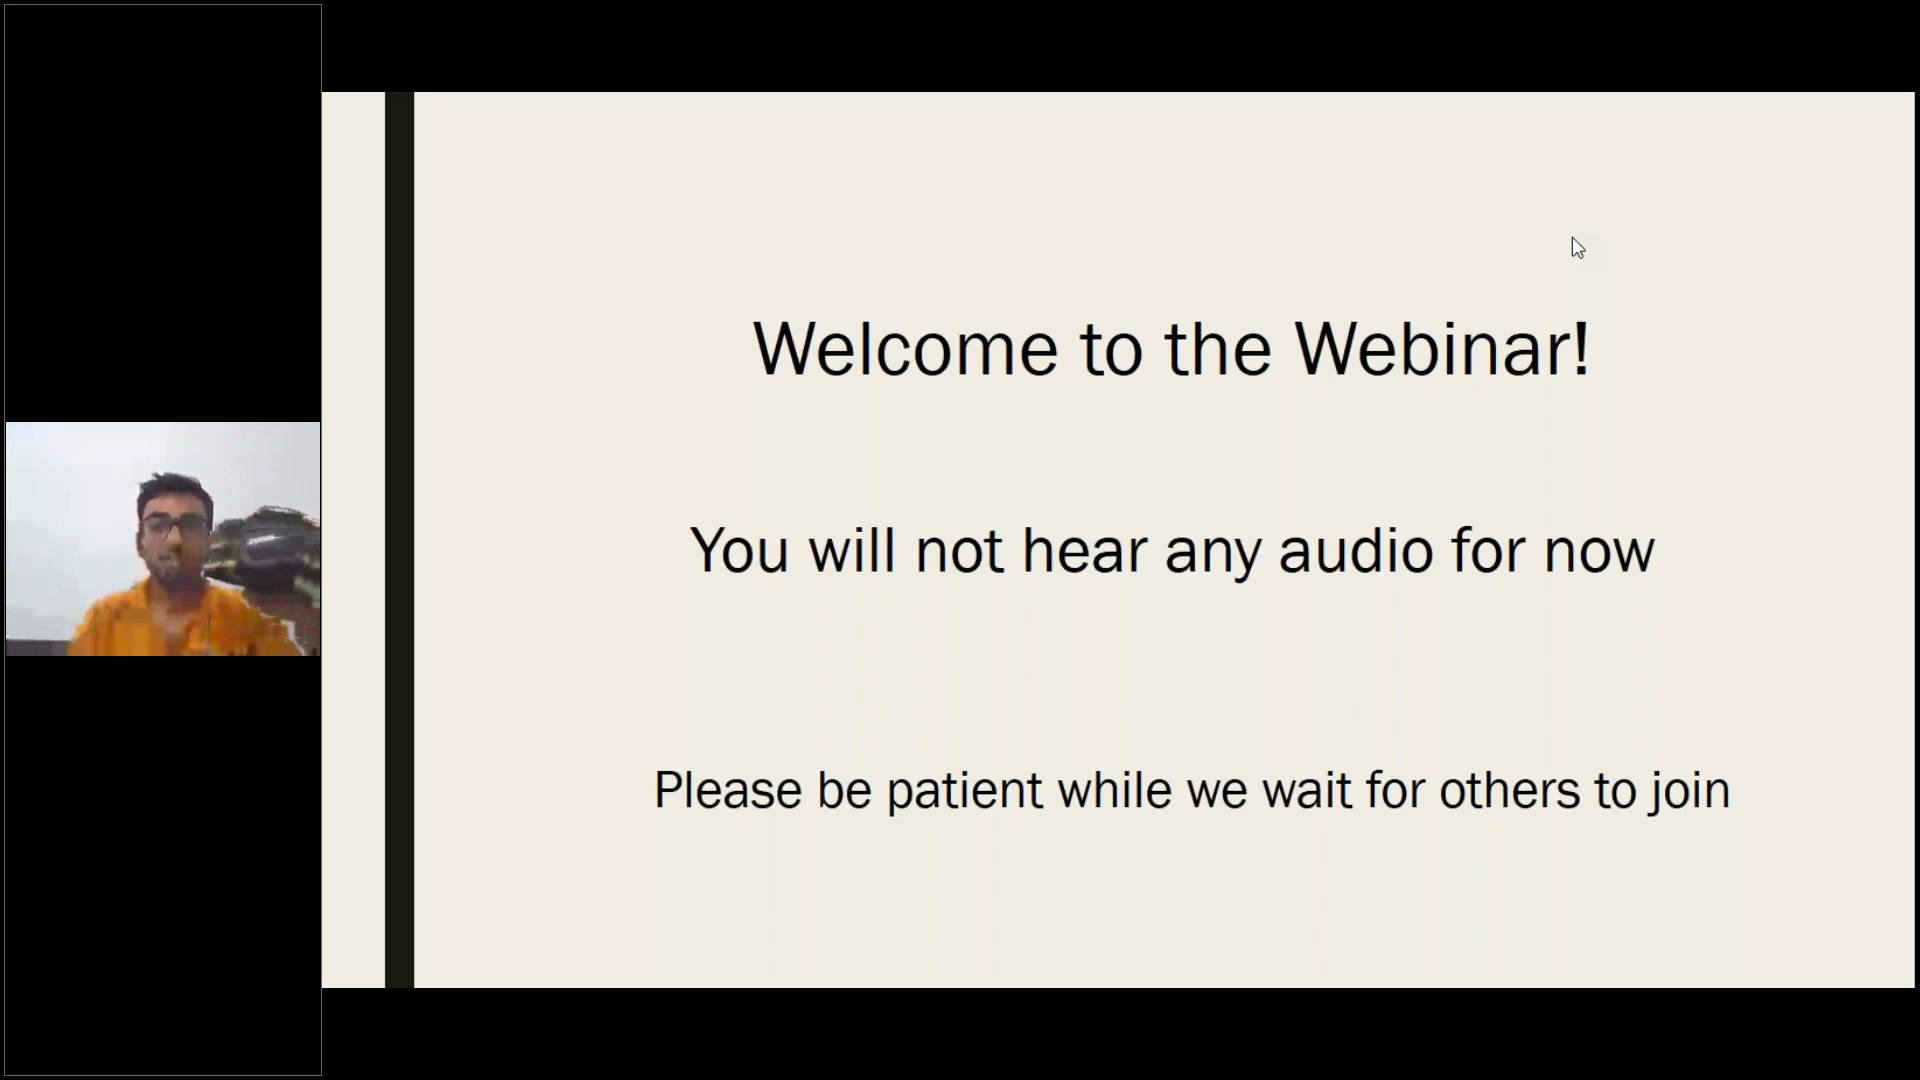 Welcome to the Webinar!
You will not hear any audio for now
Please be patient while we wait for others to join